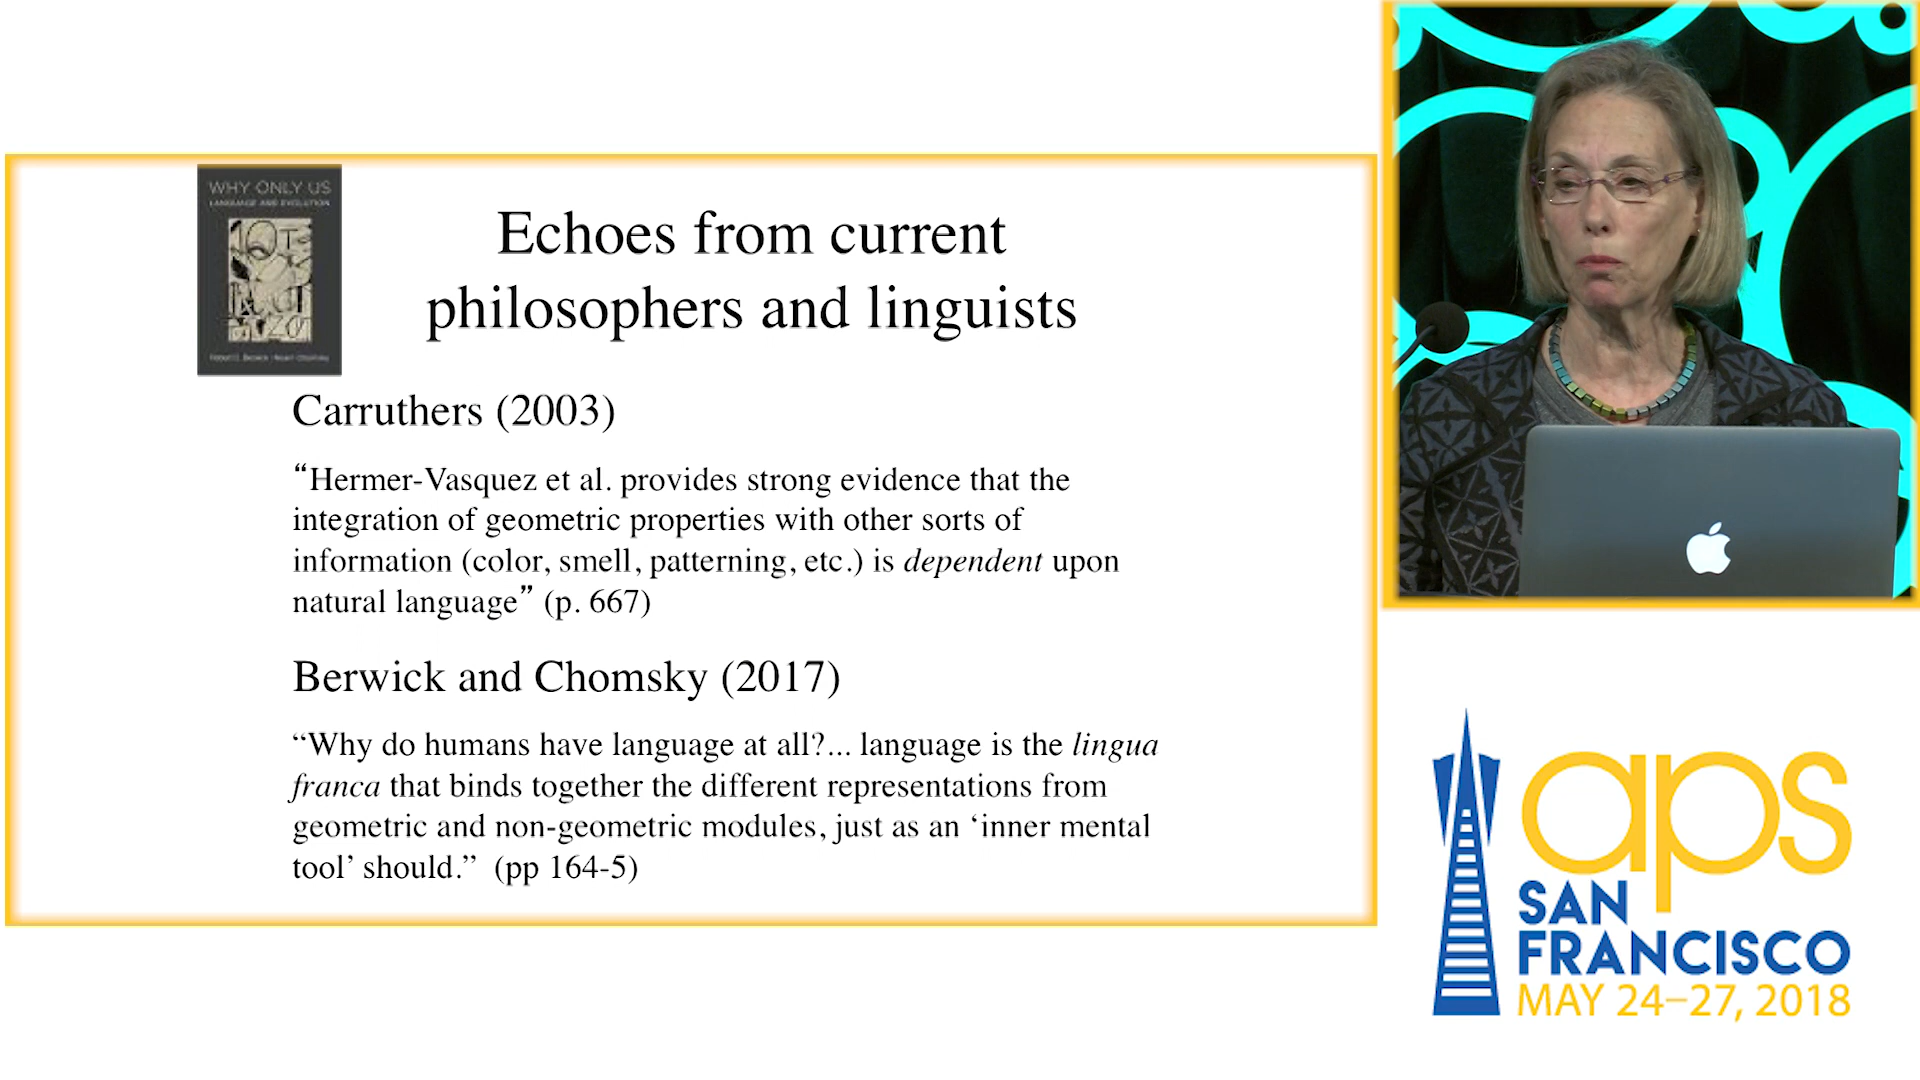 WHY ONLY US
LANGUAGE AND EVOLUTION
Echoes from current
philosophers and linguists
Carruthers (2003)
“Hermer-Vasquez et al. provides strong evidence that the
integration of geometric properties with other sorts of
information (color, smell, patterning, etc.) is dependent upon
natural language” (p. 667)
Berwick and Chomsky (2017)
“Why do humans have language at all?... language is the lingua
franca that binds together the different representations from
geometric and non-geometric modules, just as an ‘inner mental
tool’ should.” (pp 164-5)
aps
SAN
FRANCISCO
MAY 24–27, 2018